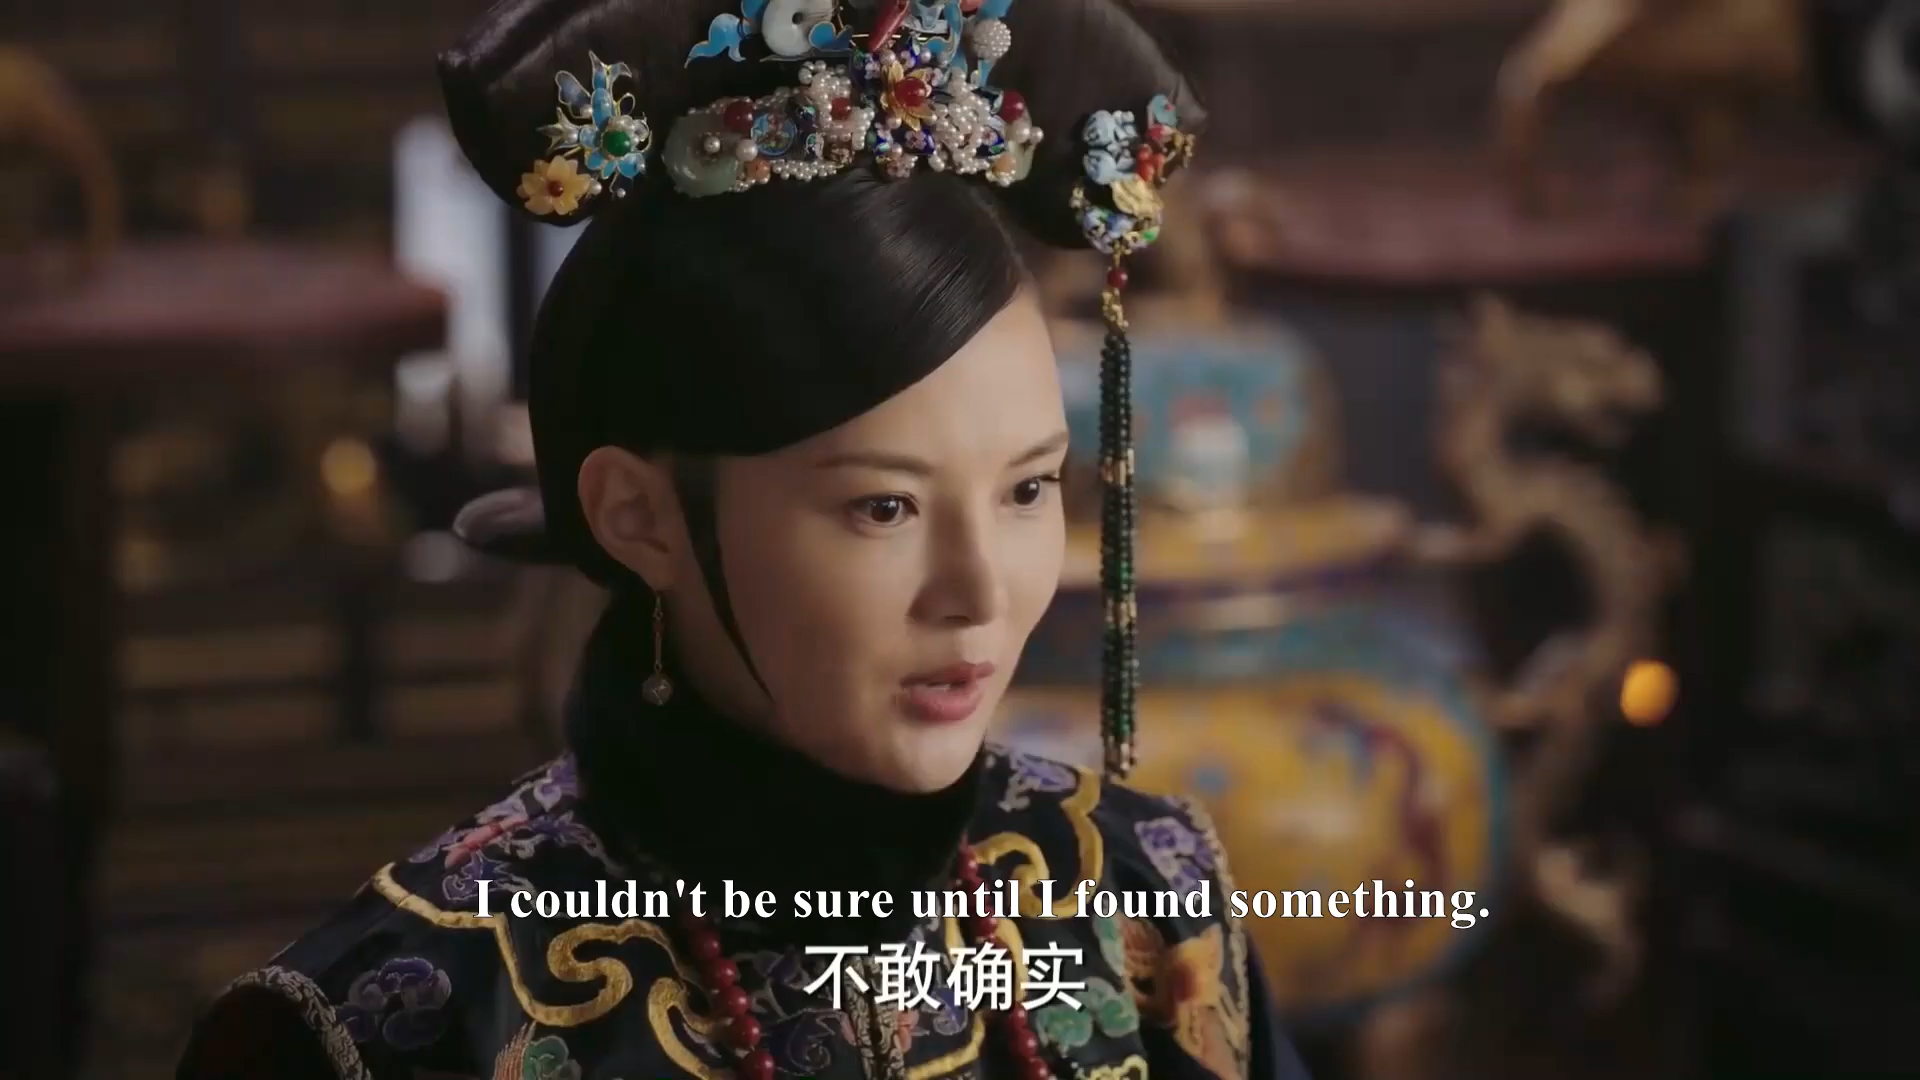 I couldn't be sure until I found something.
不敢确实